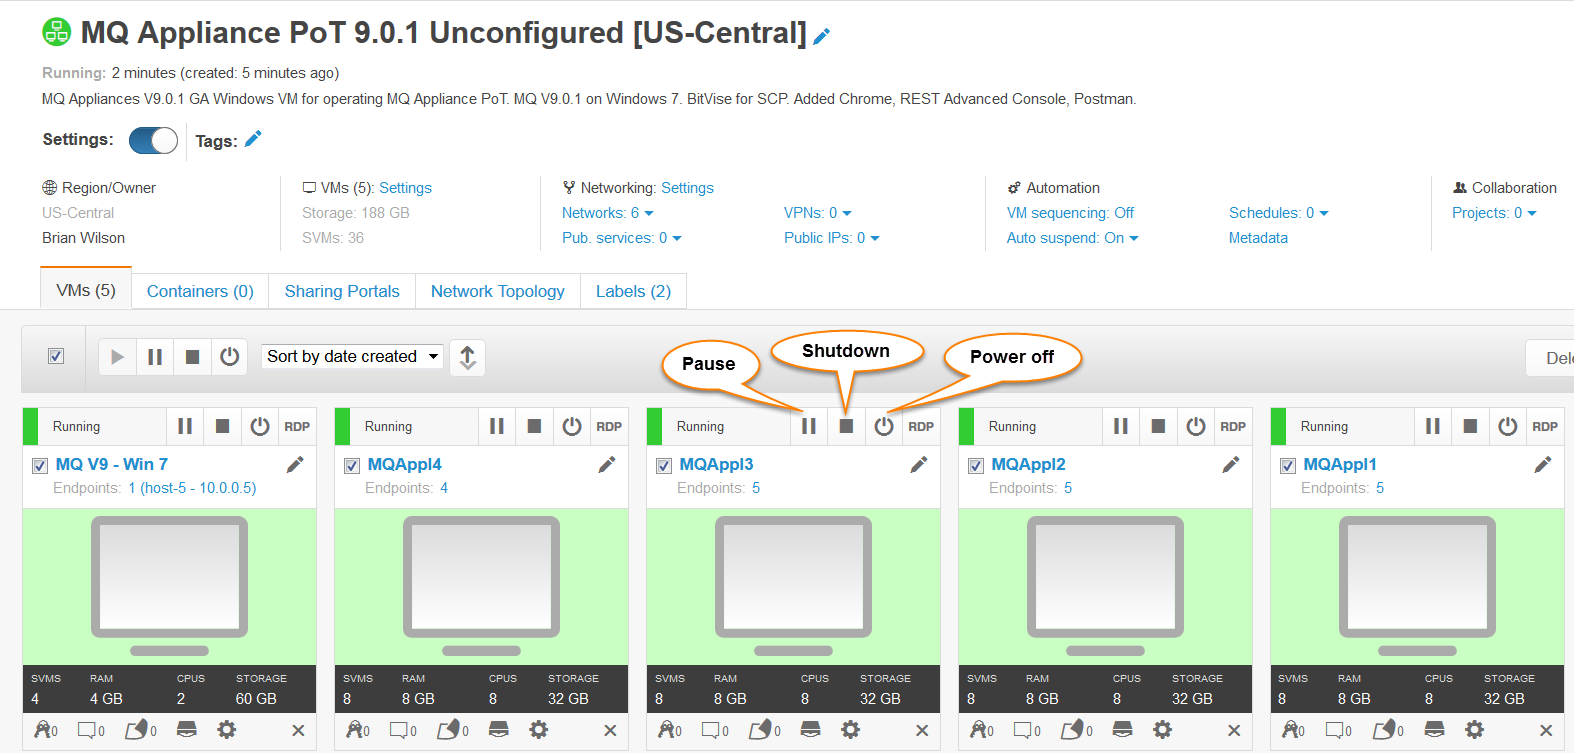 MQ Appliance PoT 9.0.1 Unconfigured [US-Central]
Running: 2 minutes (created: 5 minutes ago)
MQ Appliances V9.0.1 GA Windows VM for operating MQ Appliance PoT. MQ V9.0.1 on Windows 7. BitVise for SCP. Added Chrome, REST Advanced Console, Postman.
Settings: Tags:
Region/Owner VMs (5): Settings Networking: Settings Automation Collaboration
US-Central Storage: 188 GB Networks: 6 VPNs: 0 VM sequencing: Off Schedules: 0 Projects: 0
Brian Wilson SVMs: 36 Pub. services: 0 Public IPs: 0 Auto suspend: On Metadata
VMs (5) Containers (0) Sharing Portals Network Topology Labels (2)
Sort by date created Pause Shutdown Power off Dele
Running RDP Running RDP Running RDP Running RDP Running RDP
MQ V9 - Win 7 MQAppl4 MQAppl3 MQAppl2 MQAppl1
Endpoints: 1 (host-5 - 10.0.0.5) Endpoints: 4 Endpoints: 5 Endpoints: 5 Endpoints: 5
SVMS RAM CPUS STORAGE SVMS RAM CPUS STORAGE SVMS RAM CPUS STORAGE SVMS RAM CPUS STORAGE SVMS RAM CPUS STORAGE
4 4 GB 2 60 GB 8 8 GB 8 32 GB 8 8 GB 8 32 GB 8 8 GB 8 32 GB 8 8 GB 8 32 GB
0 0 0 0 0 0 0 0 0 0 0 0 0 0 0